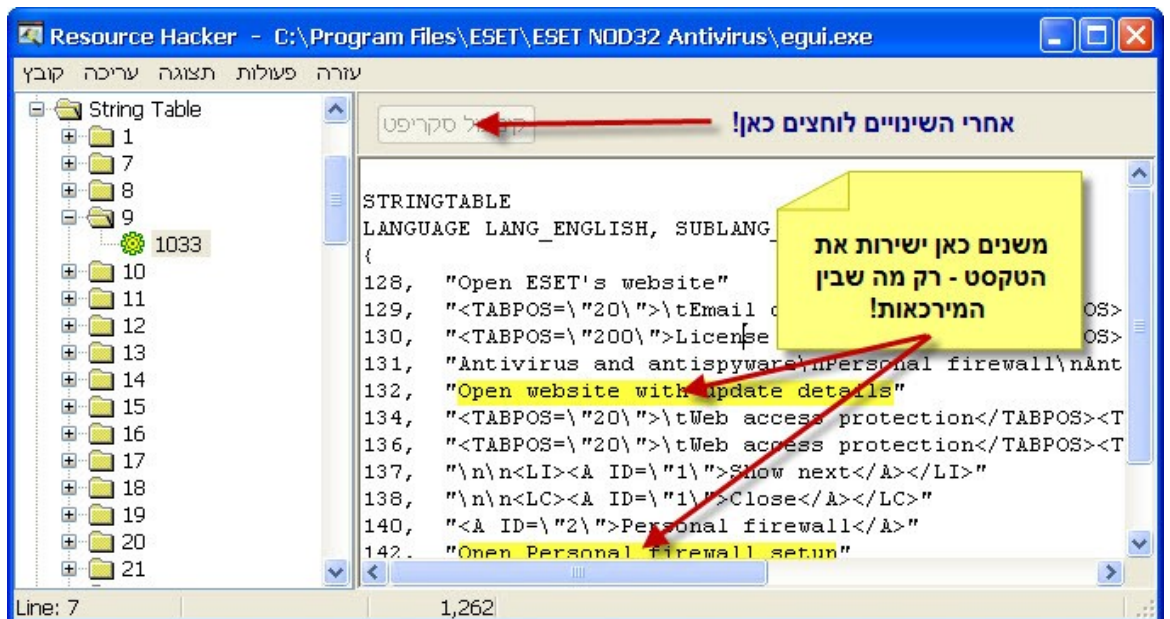 Resource Hacker - C:\Program Files\ESET\ESET NOD32 Antivirus\egui.exe
קובץ עריכה תצוגה פעולות עזרה
String Table
1
7
8
9
1033
10
11
12
13
14
15
16
17
18
19
20
21
סקריפט
אחרי השינויים לוחצים כאן!
STRINGTABLE
LANGUAGE LANG_ENGLISH, SUBLANG_
{
128, "Open ESET's website"
129, "<TABPOS=\"20\">\tEmail OS>
130, "<TABPOS=\"200\">License OS>
131, "Antivirus and antispyware\nPersonal firewall\nAnt
132, "Open website with update details"
134, "<TABPOS=\"20\">\tWeb access protection</TABPOS><T
136, "<TABPOS=\"20\">\tWeb access protection</TABPOS><T
137, "\n\n<LI><A ID=\"1\">Show next</A></LI>"
138, "\n\n<LC><A ID=\"1\">Close</A></LC>"
140, "<A ID=\"2\">Personal firewall</A>"
142, "Open Personal firewall setup"
משנים כאן ישירות את
הטקסט - רק מה שבין
המירכאות!
Line: 7
1,262